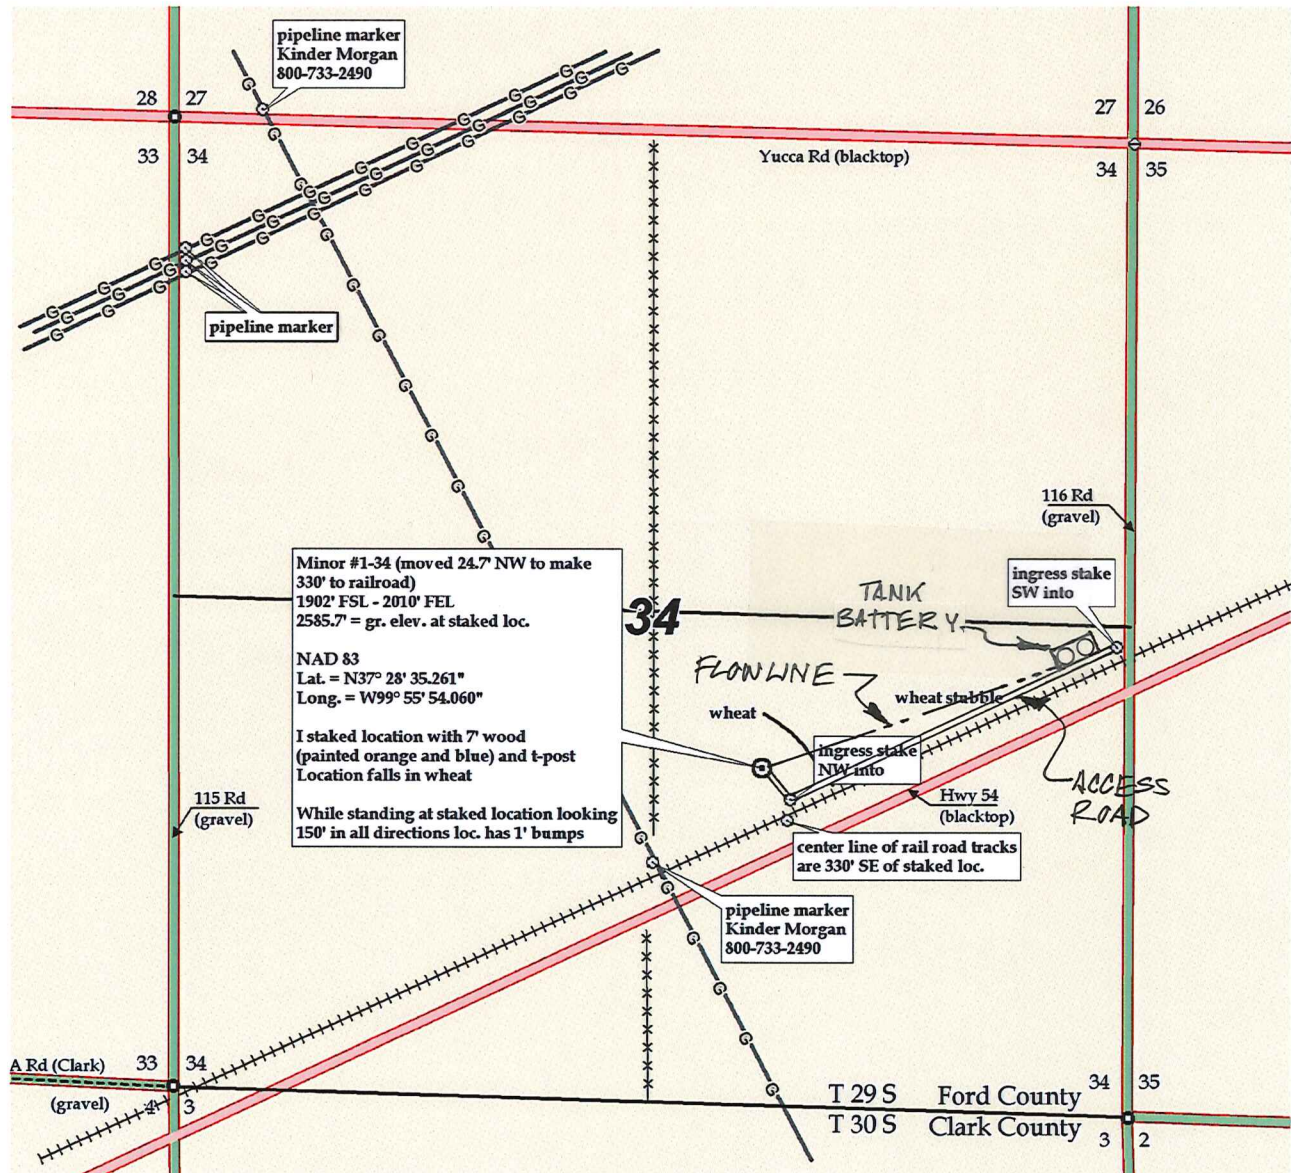 pipeline marker
Kinder Morgan
800-733-2490
28 27
33 34
27 26
34 35
Yucca Rd (blacktop)
pipeline marker
116 Rd
(gravel)
Minor #1-34 (moved 24.7' NW to make
330' to railroad)
1902' FSL - 2010' FEL
2585.7' = gr. elev. at staked loc.
NAD 83
Lat. = N37° 28' 35.261"
Long. = W99° 55' 54.060"
I staked location with 7' wood
(painted orange and blue) and t-post
Location falls in wheat
While standing at staked location looking
150' in all directions loc. has 1' bumps
34
TANK
BATTERY
ingress stake
SW into
FLOWLINE
wheat stubble
wheat
ingress stake
NW into
ACCESS
ROAD
115 Rd
(gravel)
Hwy 54
(blacktop)
center line of rail road tracks
are 330' SE of staked loc.
pipeline marker
Kinder Morgan
800-733-2490
A Rd (Clark)
(gravel)
33 34
4 3
T 29 S Ford County
T 30 S Clark County
34 35
3 2
G G G G G G G G G G G G G G G G G G G G G G G G G G G G G G G G G G G G G G G G G G G G G G G G G G G G